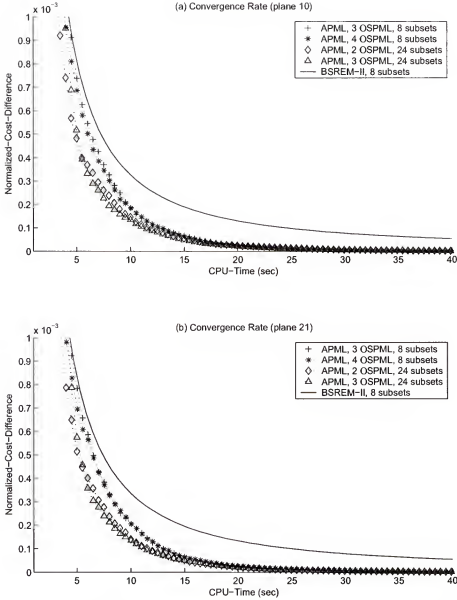 (a) Convergence Rate (plane 10)
x 10⁻³
1
0.9
0.8
0.7
0.6
0.5
0.4
0.3
0.2
0.1
0
Normalized-Cost-Difference
APML, 3 OSPML, 8 subsets
APML, 4 OSPML, 8 subsets
APML, 2 OSPML, 24 subsets
APML, 3 OSPML, 24 subsets
BSREM-II, 8 subsets
1 5 10 15 20 25 30 35 40
CPU-Time (sec)
(b) Convergence Rate (plane 21)
x 10⁻³
1
0.9
0.8
0.7
0.6
0.5
0.4
0.3
0.2
0.1
0
Normalized-Cost-Difference
APML, 3 OSPML, 8 subsets
APML, 4 OSPML, 8 subsets
APML, 2 OSPML, 24 subsets
APML, 3 OSPML, 24 subsets
BSREM-II, 8 subsets
1 5 10 15 20 25 30 35 40
CPU-Time (sec)